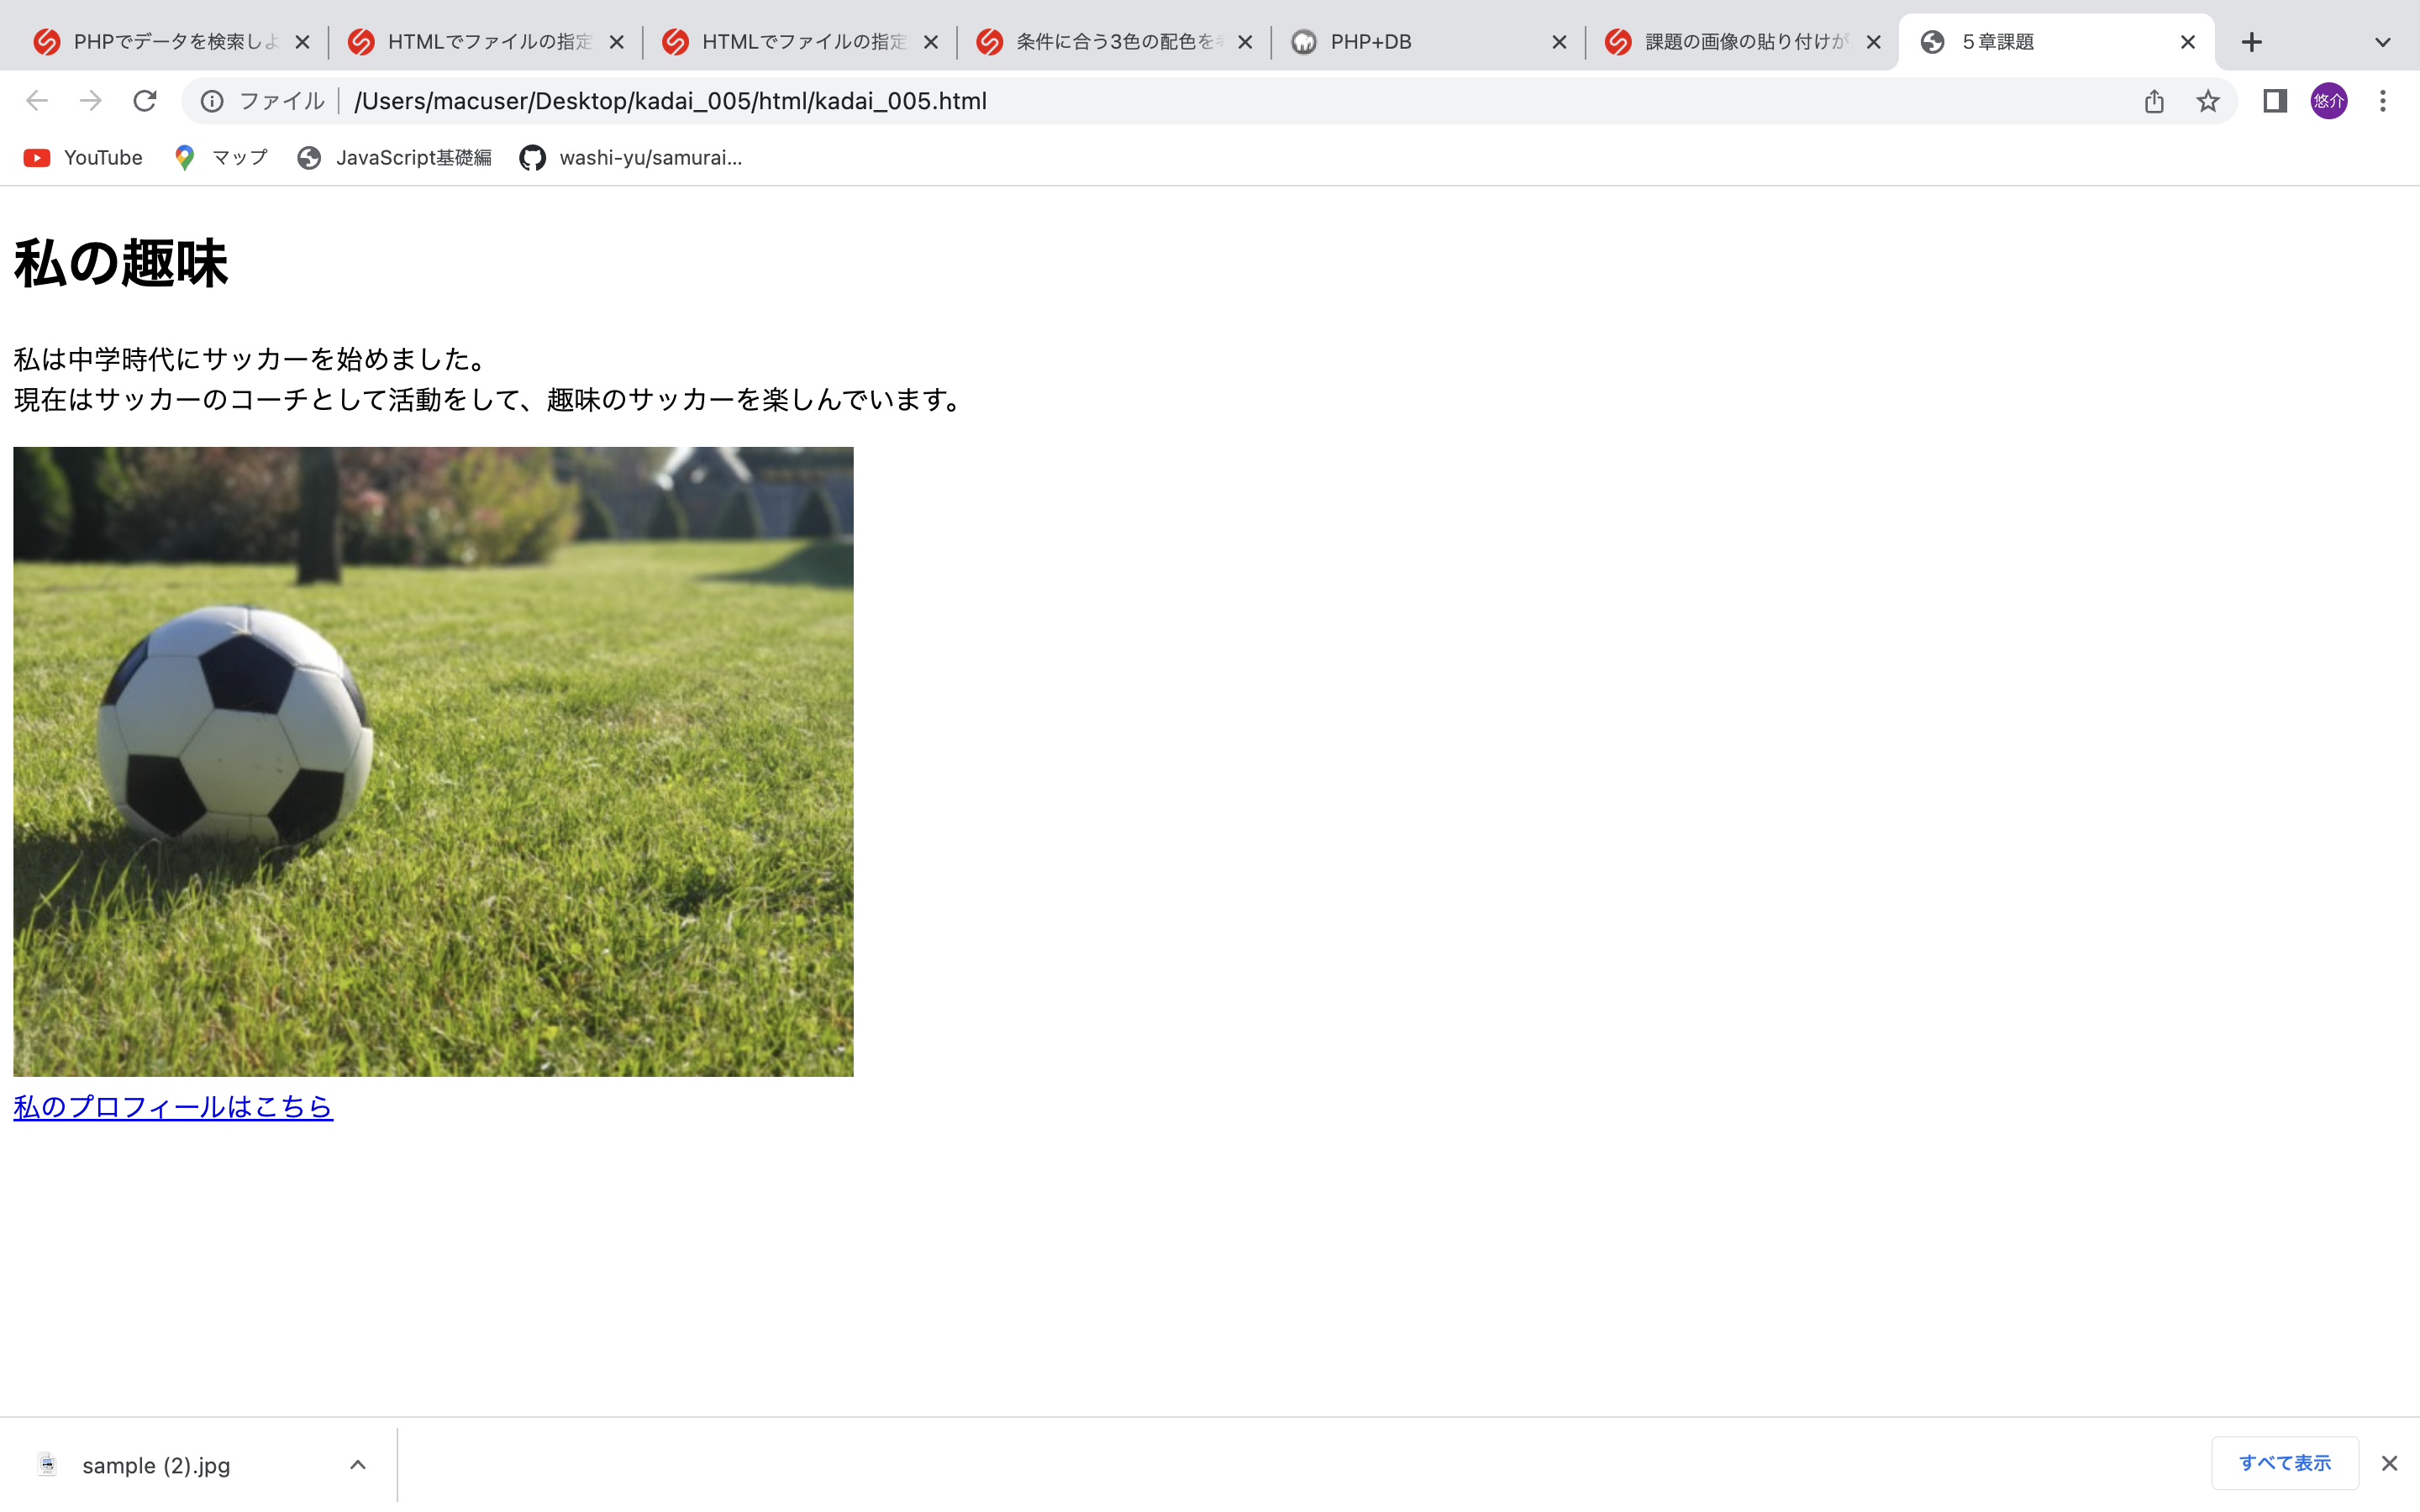 PHPでデータを検索しよ
HTMLでファイルの指定
HTMLでファイルの指定
条件に合う3色の配色を
PHP+DB
課題の画像の貼り付けが
５章課題
ファイル
/Users/macuser/Desktop/kadai_005/html/kadai_005.html
悠介
YouTube
マップ
JavaScript基礎編
washi-yu/samurai...
私の趣味
私は中学時代にサッカーを始めました。
現在はサッカーのコーチとして活動をして、趣味のサッカーを楽しんでいます。
私のプロフィールはこちら
sample (2).jpg
すべて表示